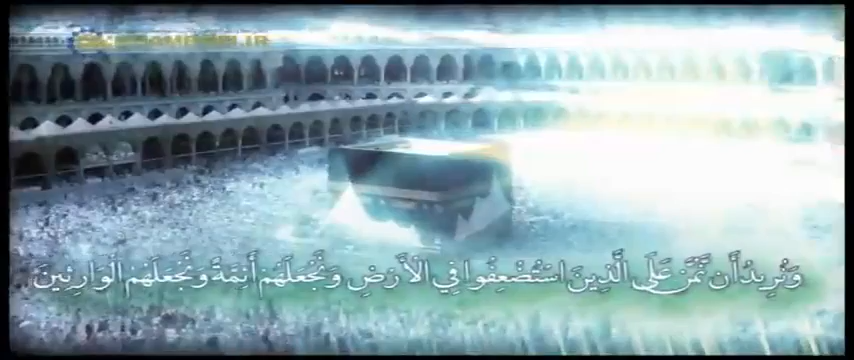 وَنُرِيدُ أَن نَّمُنَّ عَلَى الَّذِينَ اسْتُضْعِفُوا فِي الْأَرْضِ وَنَجْعَلَهُمْ أَئِمَّةً وَنَجْعَلَهُمُ الْوَارِثِينَ